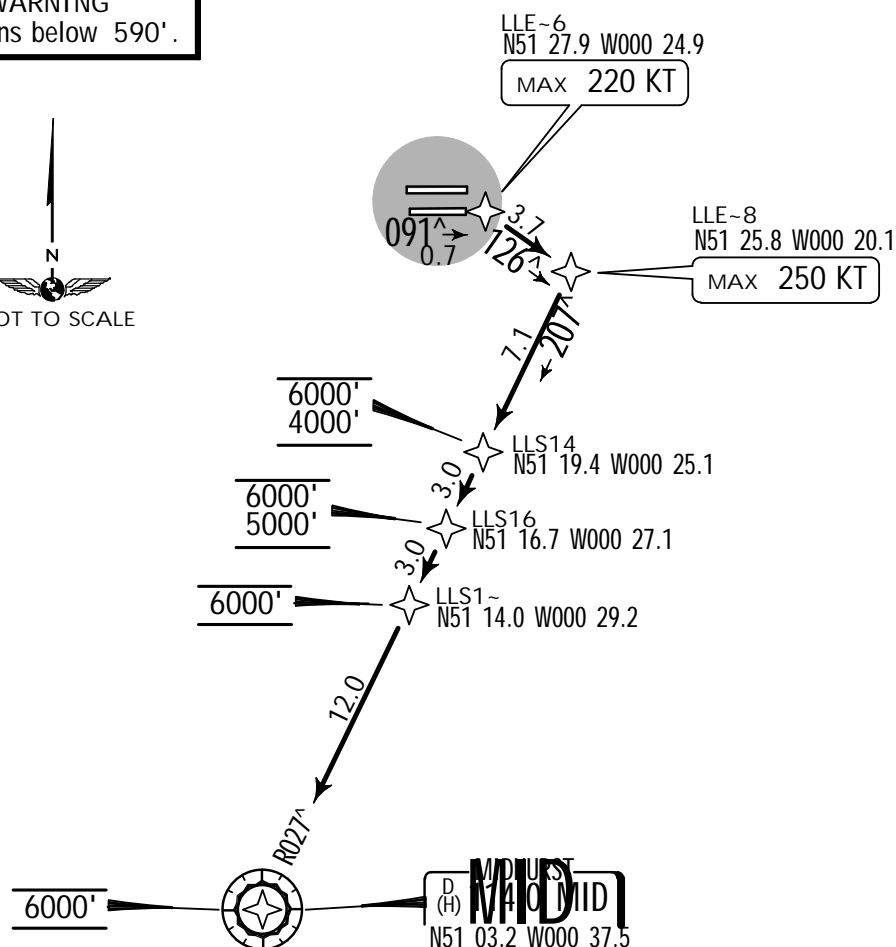 WARNING
ns below 590'.
LLE~6
N51 27.9 W000 24.9
MAX 220 KT
091^
0.7
3.7
126^
LLE~8
N51 25.8 W000 20.1
MAX 250 KT
N
OT TO SCALE
7.1
207^
6000'
4000'
LLS14
N51 19.4 W000 25.1
3.0
6000'
5000'
LLS16
N51 16.7 W000 27.1
3.0
6000'
LLS1~
N51 14.0 W000 29.2
12.0
R027^
6000'
MIDHURST
D
(H)
MID
MID
N51 03.2 W000 37.5